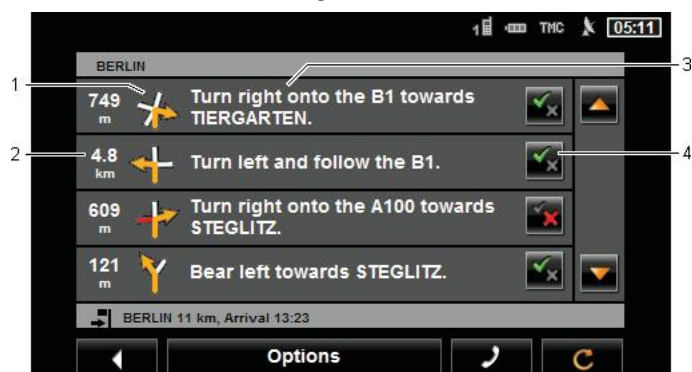 1 TMC 05:11
BERLIN
1
3
749 m Turn right onto the B1 towards
TIERGARTEN.
2
4
4.8 km Turn left and follow the B1.
609 m Turn right onto the A100 towards
STEGLITZ.
121 m Bear left towards STEGLITZ.
BERLIN 11 km, Arrival 13:23
Options